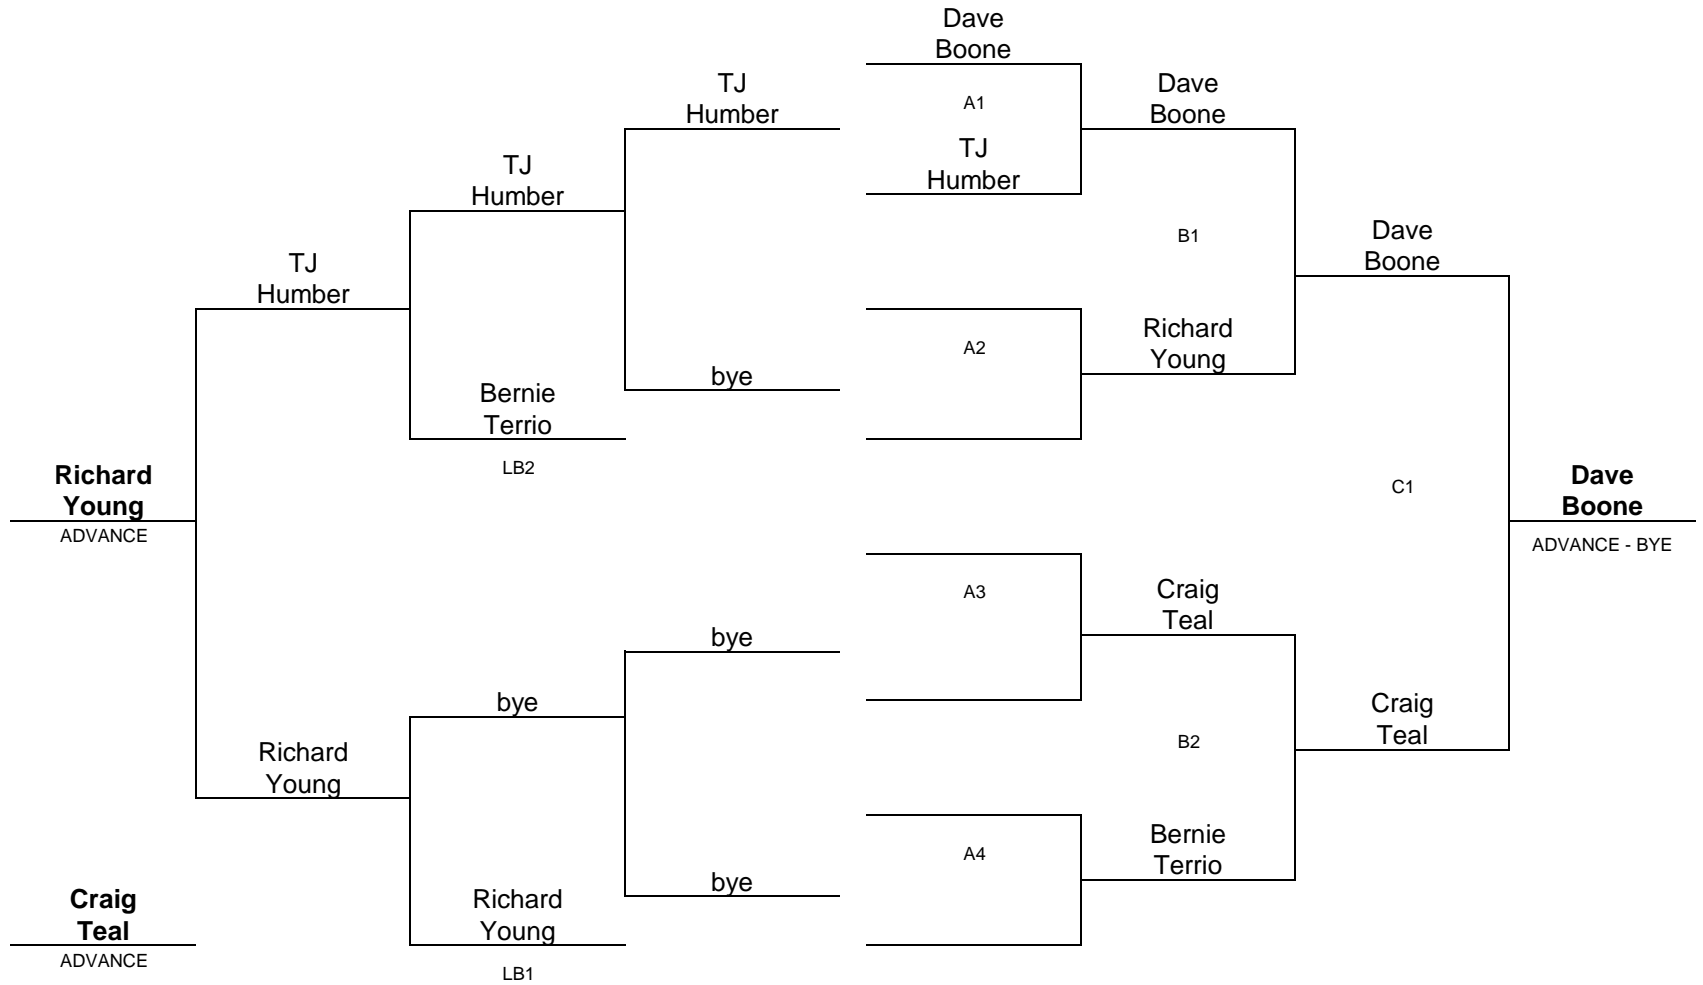 Dave
Boone
TJ
Humber
A1
Dave
Boone
TJ
Humber
TJ
Humber
B1
Dave
Boone
TJ
Humber
A2
Richard
Young
bye
Bernie
Terrio
LB2
Richard
Young
ADVANCE
C1
Dave
Boone
ADVANCE - BYE
A3
Craig
Teal
bye
bye
Craig
Teal
B2
Richard
Young
A4
Bernie
Terrio
bye
Richard
Young
LB1
Craig
Teal
ADVANCE